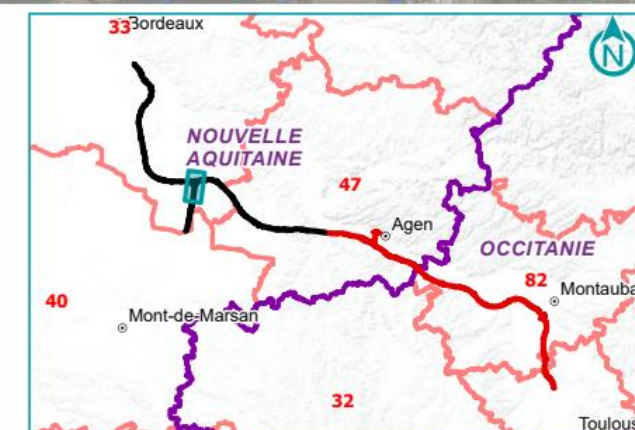 33 Bordeaux
N
NOUVELLE
AQUITAINE
47
Agen
OCCITANIE
82
Montauba
40
Mont-de-Marsan
32
Toulous